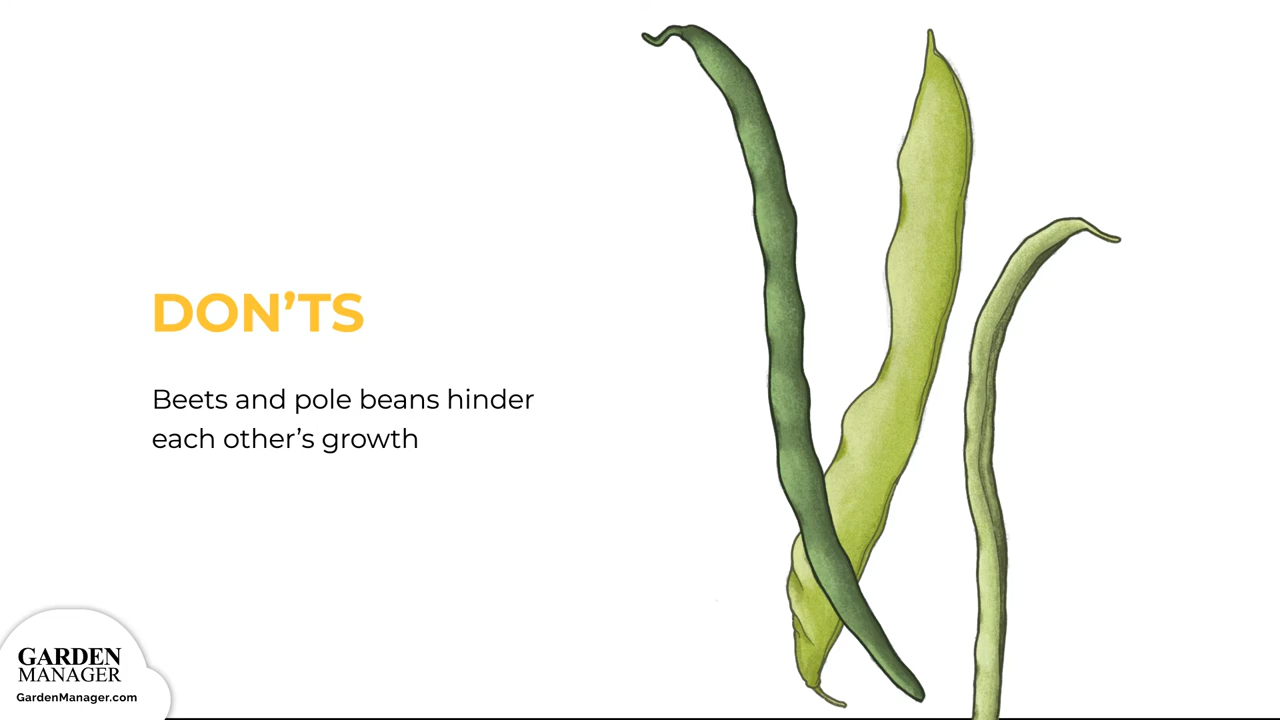 DON’TS
Beets and pole beans hinder
each other’s growth
GARDEN
MANAGER
GardenManager.com